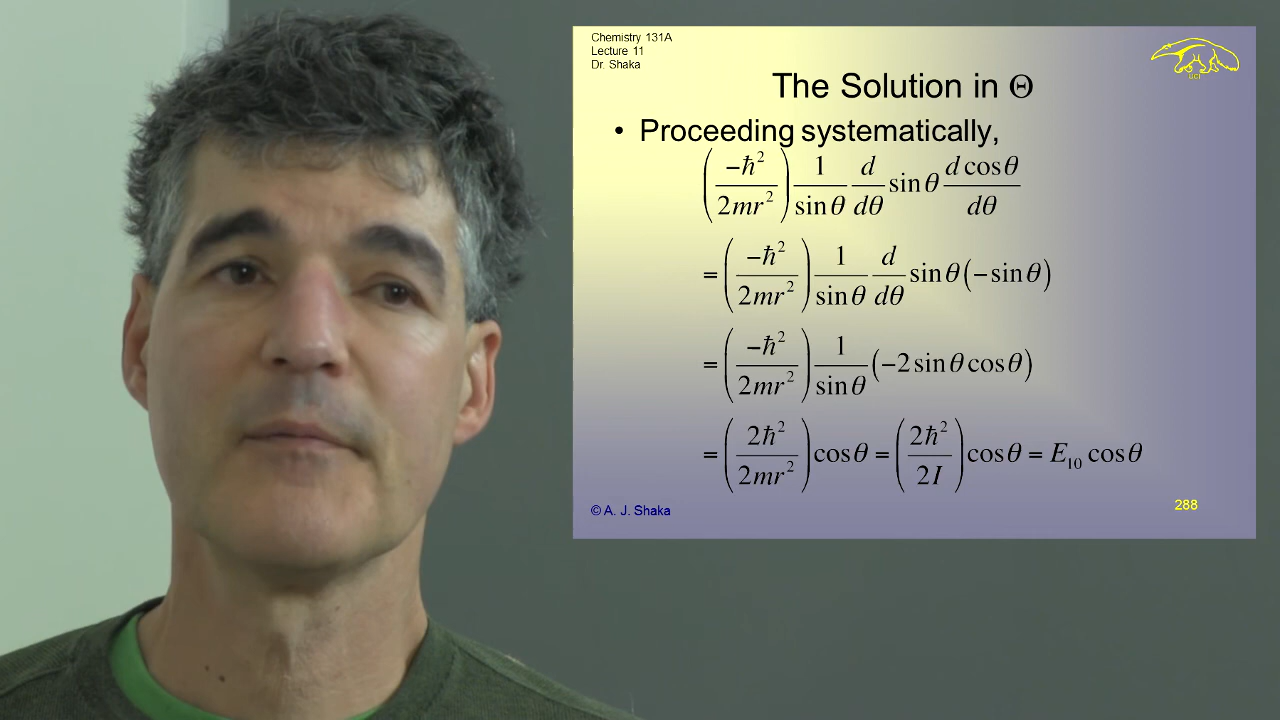 Chemistry 131A
Lecture 11
Dr. Shaka
UCI
The Solution in Θ
• Proceeding systematically,
(−ħ²/2mr²) 1/sinθ d/dθ sinθ d cosθ/dθ
= (−ħ²/2mr²) 1/sinθ d/dθ sinθ(−sinθ)
= (−ħ²/2mr²) 1/sinθ (−2 sinθ cosθ)
= (2ħ²/2mr²) cosθ = (2ħ²/2I) cosθ = E₁₀ cosθ
© A. J. Shaka
288